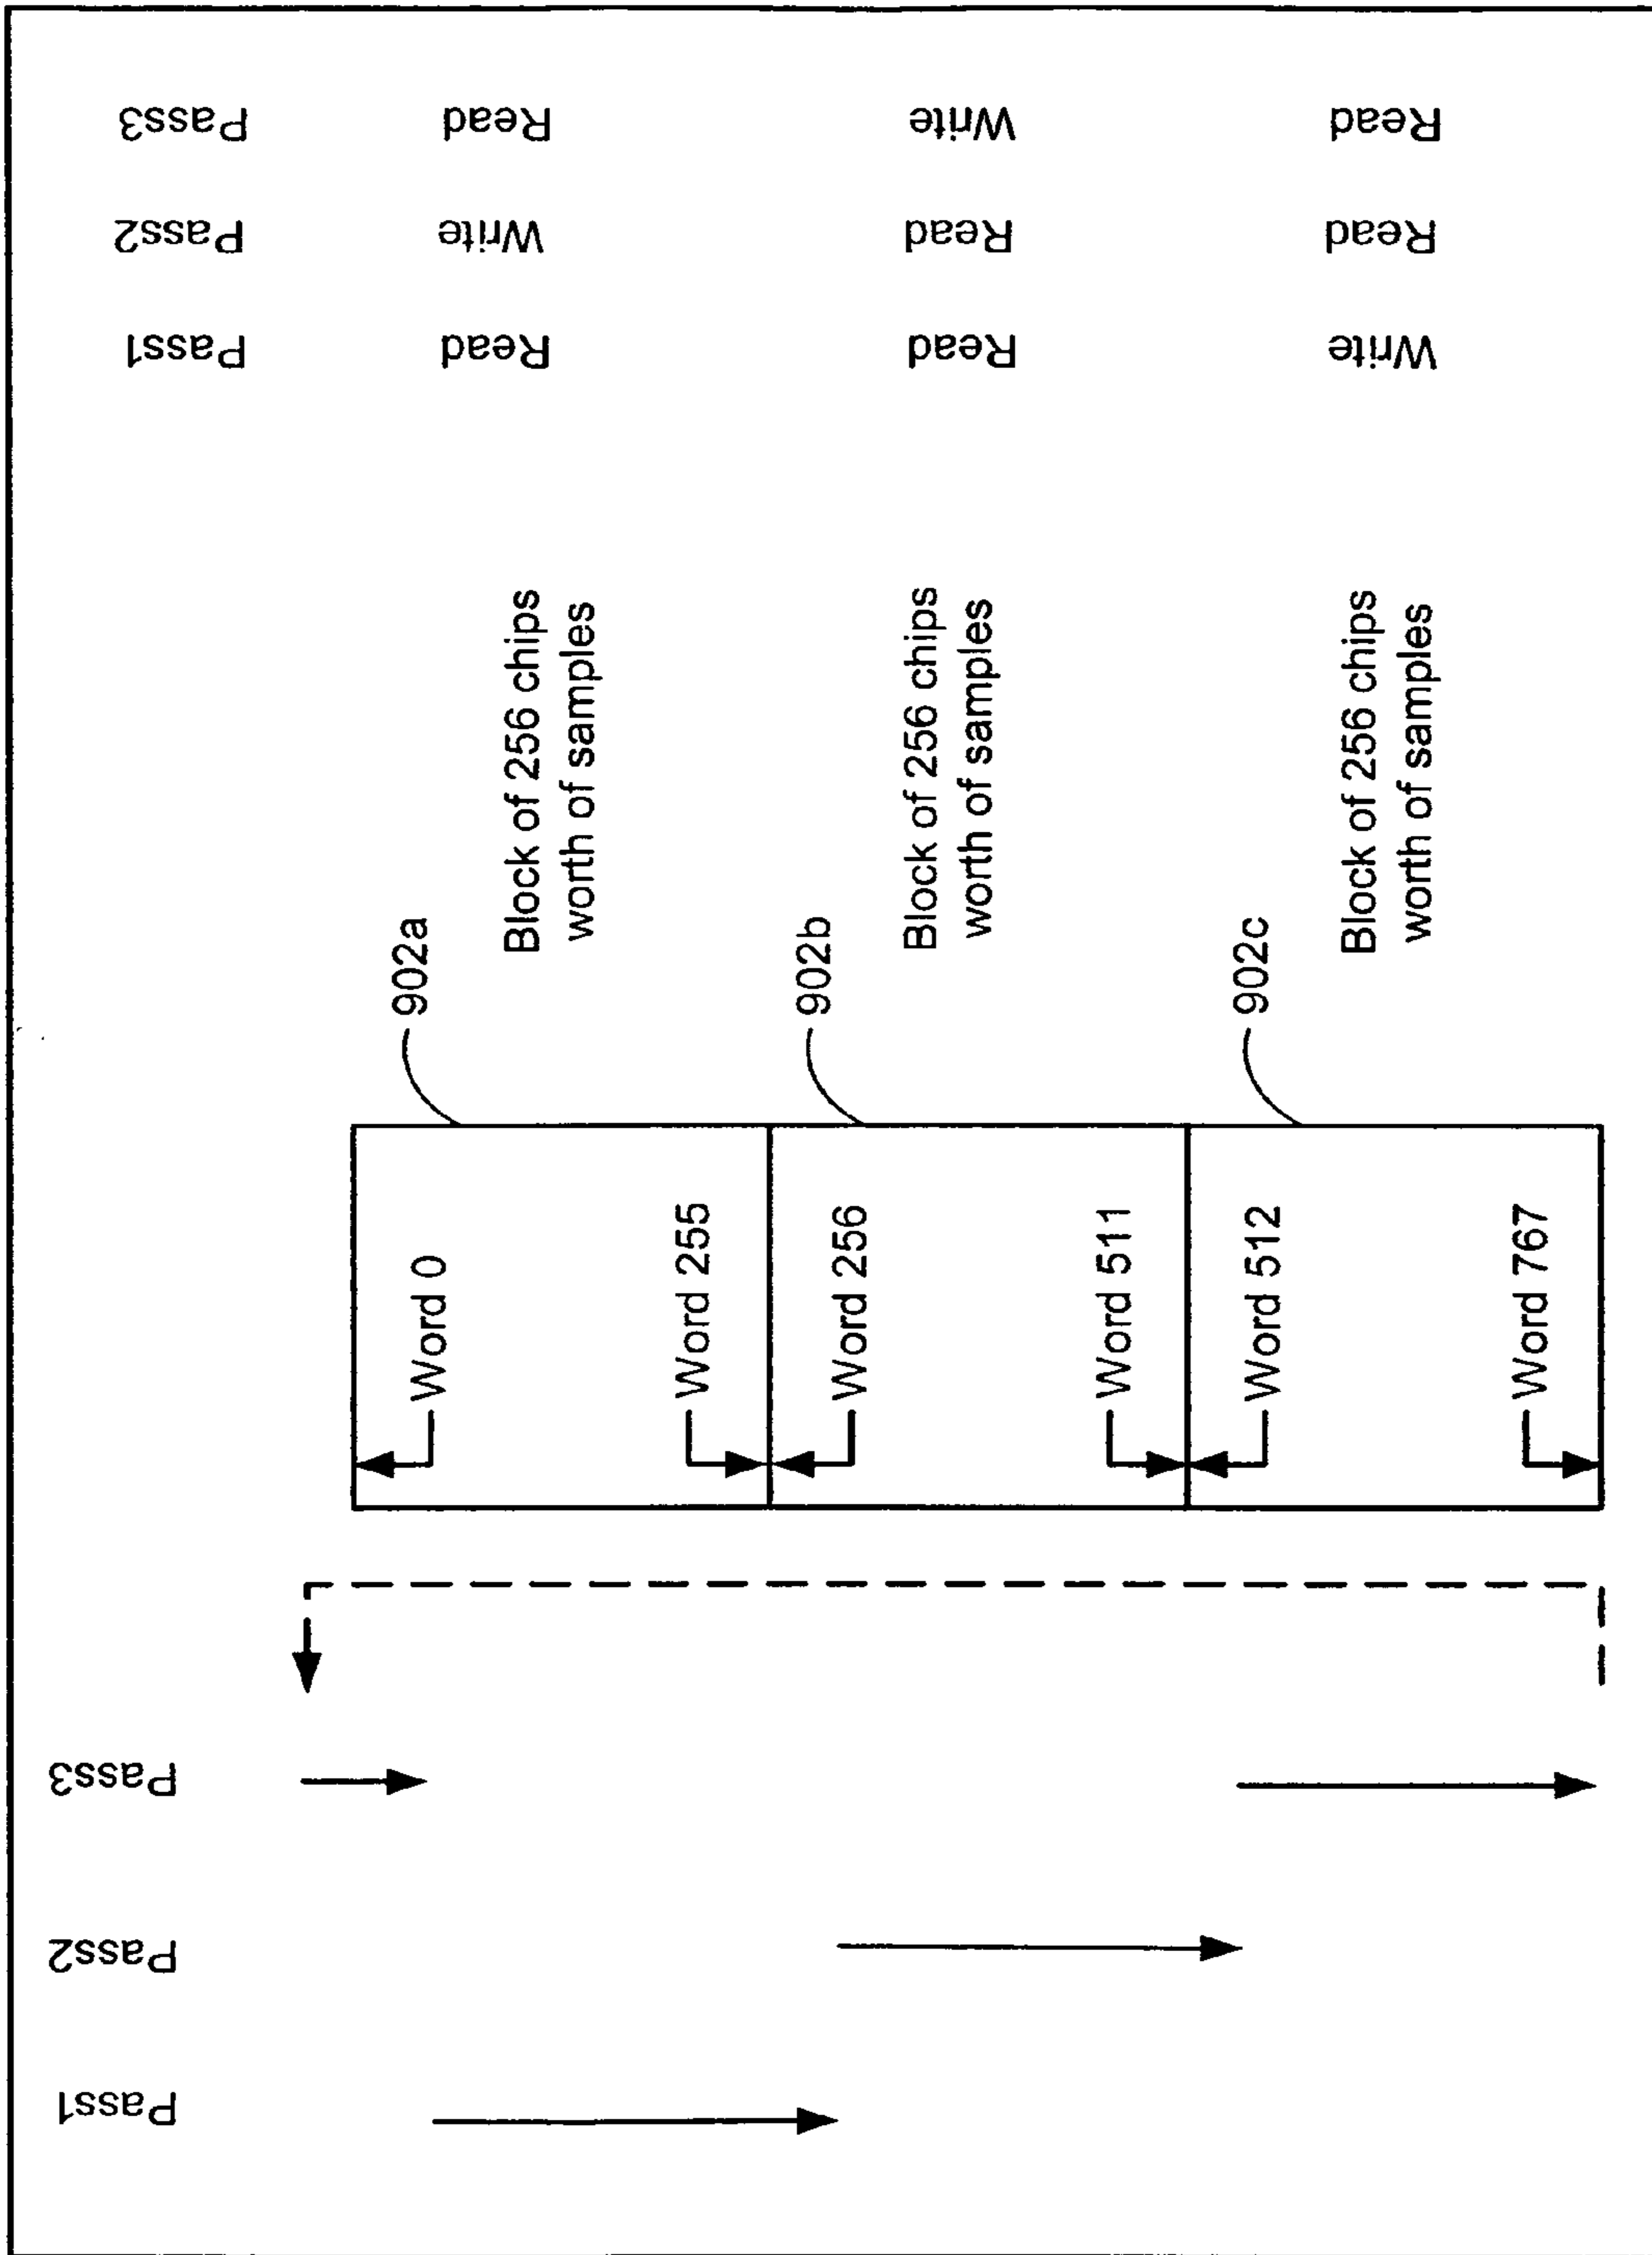 Pass3 Read Write Read
Pass2 Write Read Read
Pass1 Read Read Write
Block of 256 chips
worth of samples
Block of 256 chips
worth of samples
Block of 256 chips
worth of samples
902a
902b
902c
Word 0
Word 255
Word 256
Word 511
Word 512
Word 767
Pass3
Pass2
Pass1